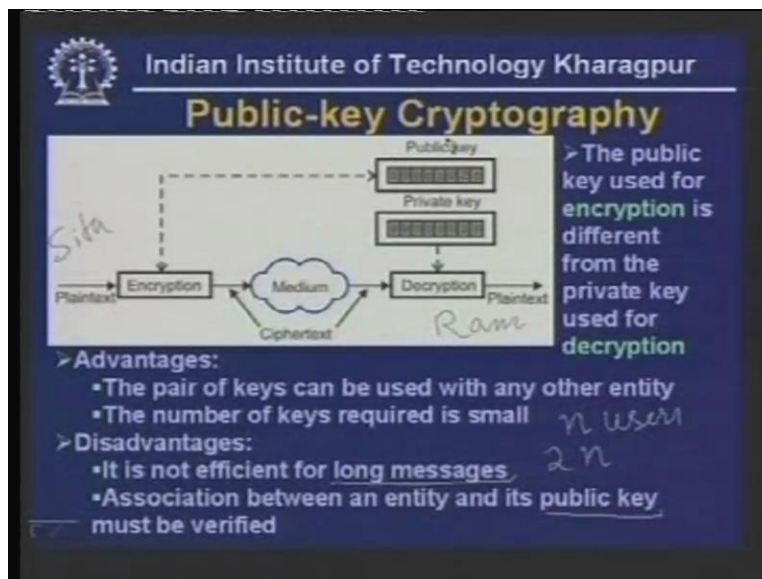 Indian Institute of Technology Kharagpur
Public-key Cryptography
Public key
Private key
Sita
Plaintext
Encryption
Medium
Decryption
Plaintext
Ciphertext
Ram
➢The public
key used for
encryption is
different
from the
private key
used for
decryption
➢Advantages:
▪The pair of keys can be used with any other entity
▪The number of keys required is small
n users
➢Disadvantages:
2n
▪It is not efficient for long messages
▪Association between an entity and its public key
must be verified